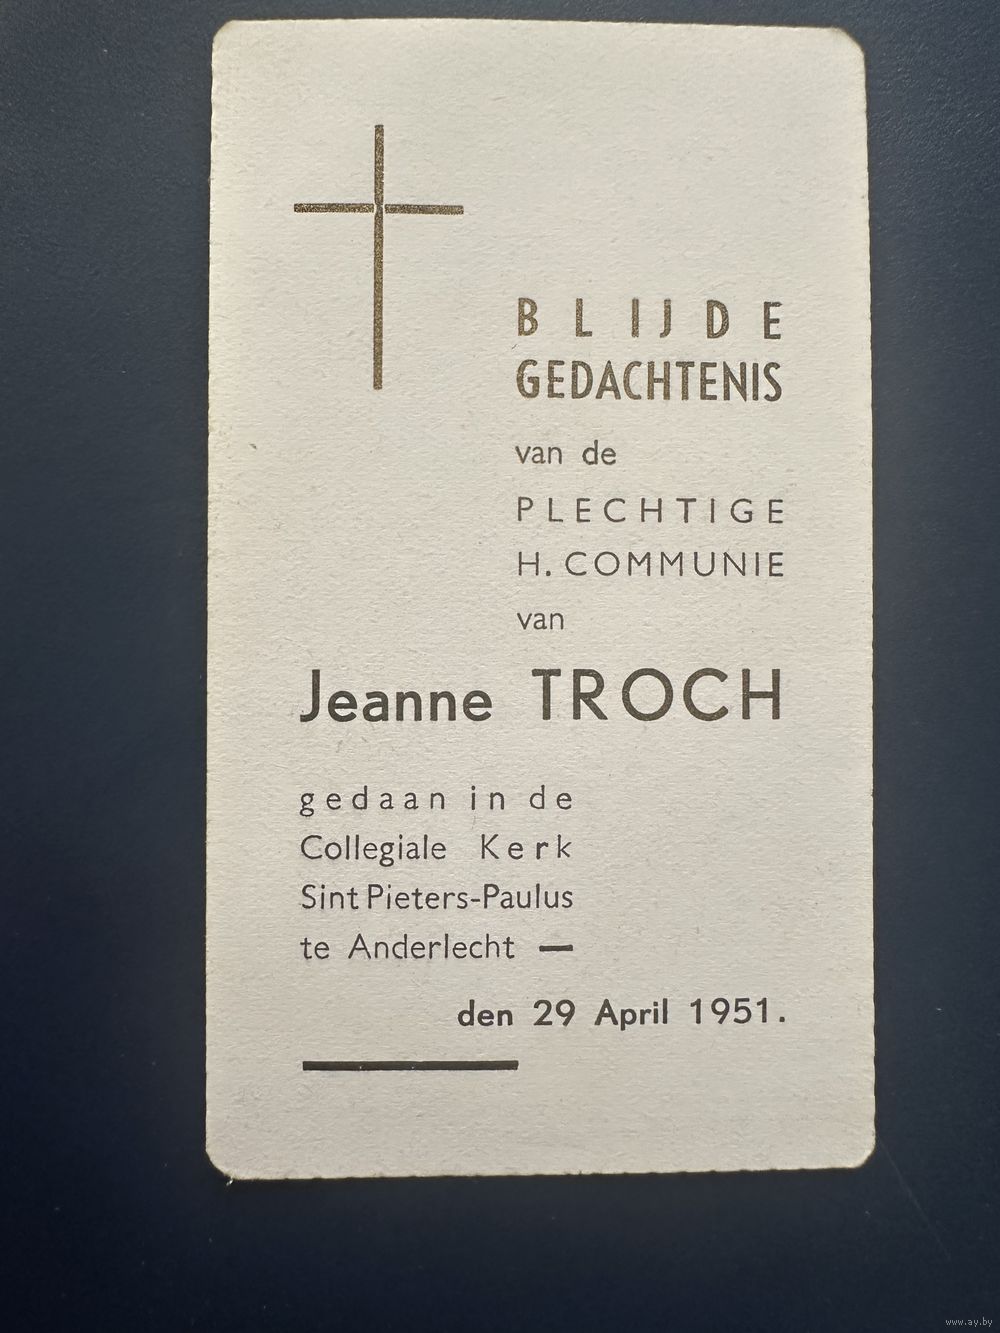 BLIJDE
GEDACHTENIS
van de
PLECHTIGE
H. COMMUNIE
van
Jeanne TROCH
gedaan in de
Collegiale Kerk
Sint Pieters-Paulus
te Anderlecht —
den 29 April 1951.
www.ay.by